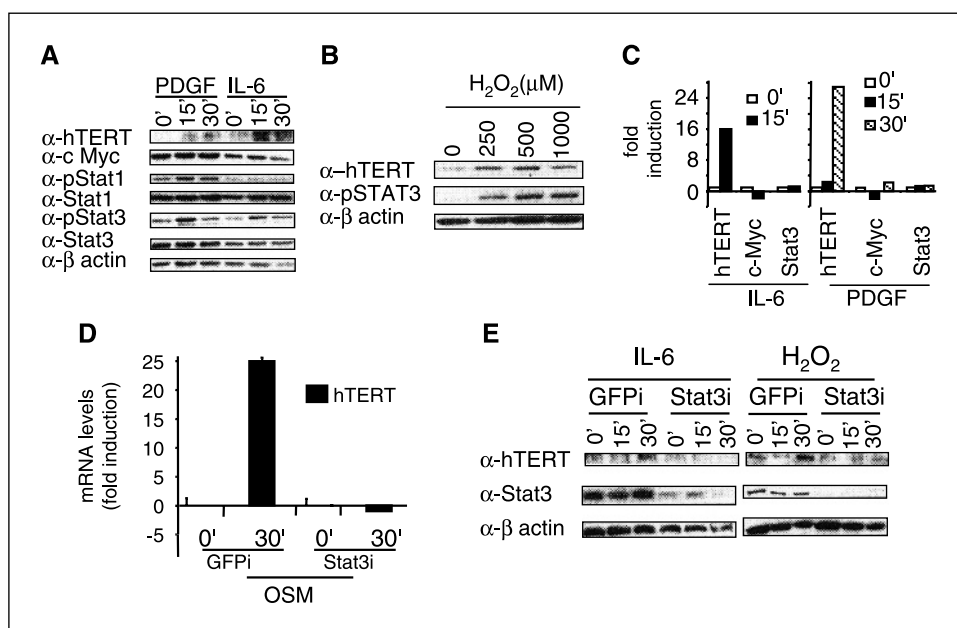 A
PDGF IL-6
0' 15' 30' 0' 15' 30'
α-hTERT
α-c Myc
α-pStat1
α-Stat1
α-pStat3
α-Stat3
α-β actin
B
H₂O₂(μM)
0 250 500 1000
α-hTERT
α-pSTAT3
α-β actin
C
fold induction
24
16
8
0
0'
15'
0'
15'
30'
hTERT c-Myc Stat3 hTERT c-Myc Stat3
IL-6 PDGF
D
mRNA levels
(fold induction)
25
20
15
10
5
0
-5
hTERT
0' 30' 0' 30'
GFPi Stat3i
OSM
E
IL-6 H₂O₂
GFPi Stat3i GFPi Stat3i
0' 15' 30' 0' 15' 30' 0' 15' 30' 0' 15' 30'
α-hTERT
α-Stat3
α-β actin